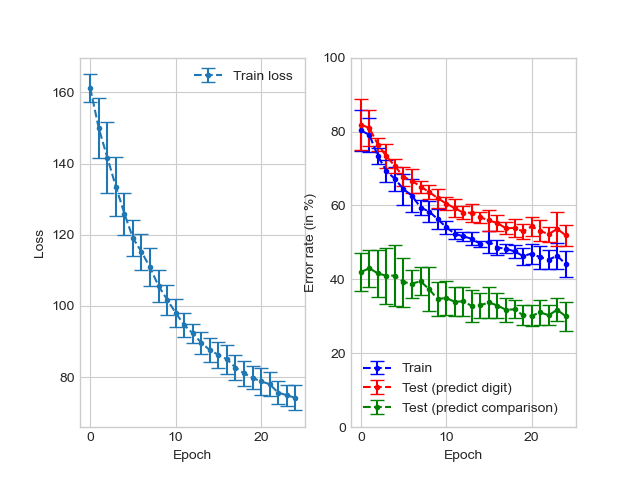 160
140
120
100
80
0
10
20
Epoch
Loss
Train loss
100
80
60
40
20
0
0
10
20
Epoch
Error rate (in %)
Train
Test (predict digit)
Test (predict comparison)